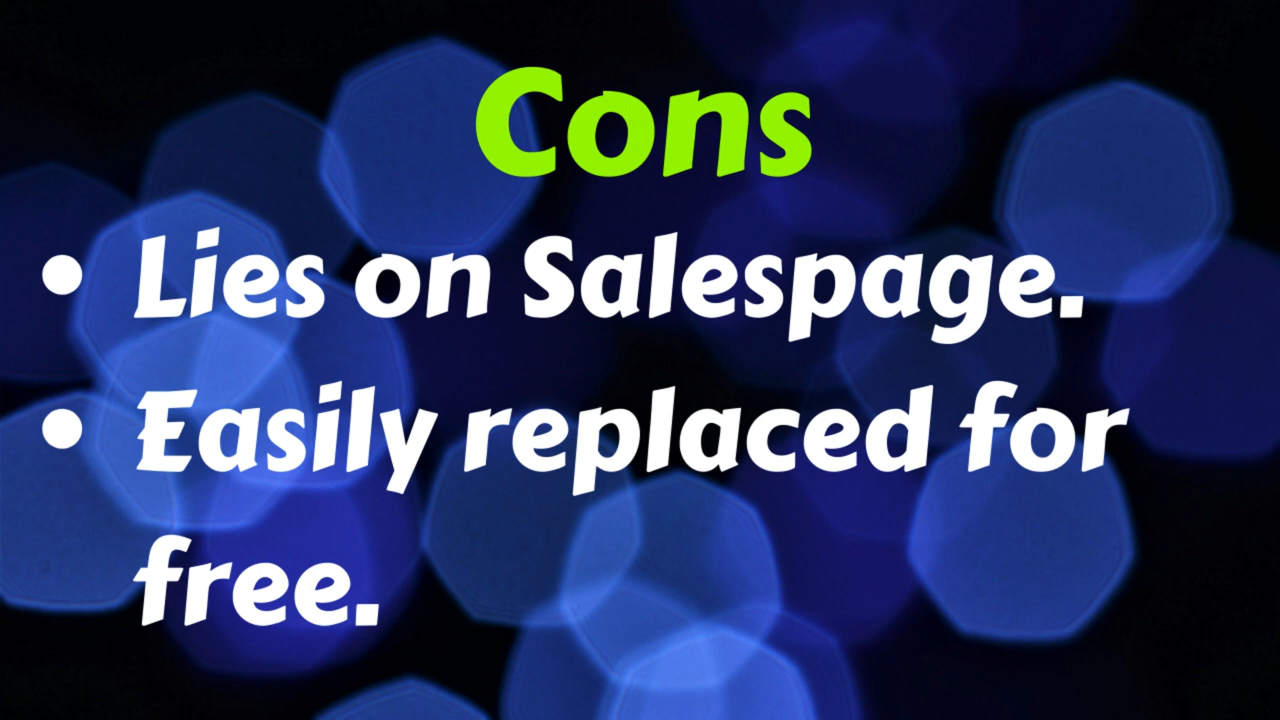 Cons
• Lies on Salespage.
• Easily replaced for
free.